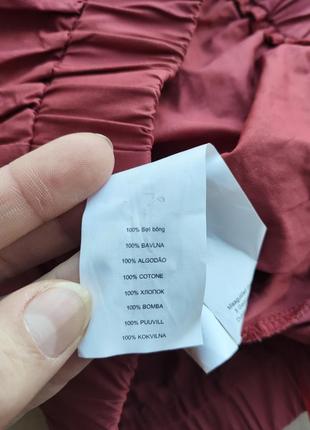 100% Sợi bông
100% BAVLNA
100% ALGODÃO
100% COTONE
100% ХЛОПОК
100% BOMBA
100% PUUVILL
100% KOKVILNA